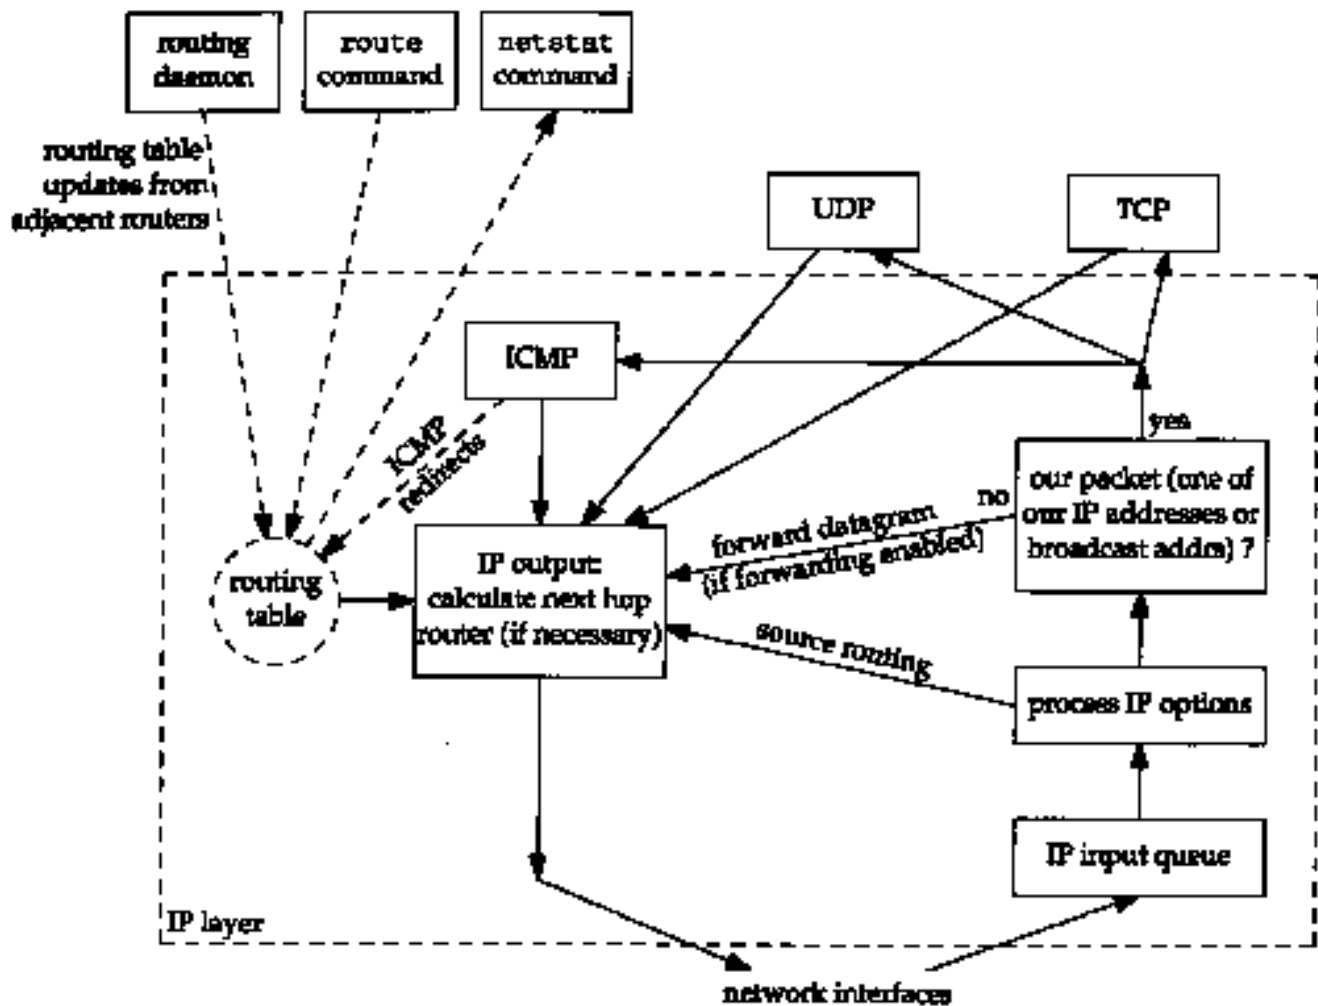 routing
daemon
route
command
netstat
command
routing table
updates from
adjacent routers
UDP
TCP
ICMP
ICMP
redirects
yes
our packet (one of
our IP addresses or
broadcast addrs) ?
no
forward datagram
(if forwarding enabled)
IP output:
calculate next hop
router (if necessary)
routing
table
source routing
process IP options
IP input queue
IP layer
network interfaces